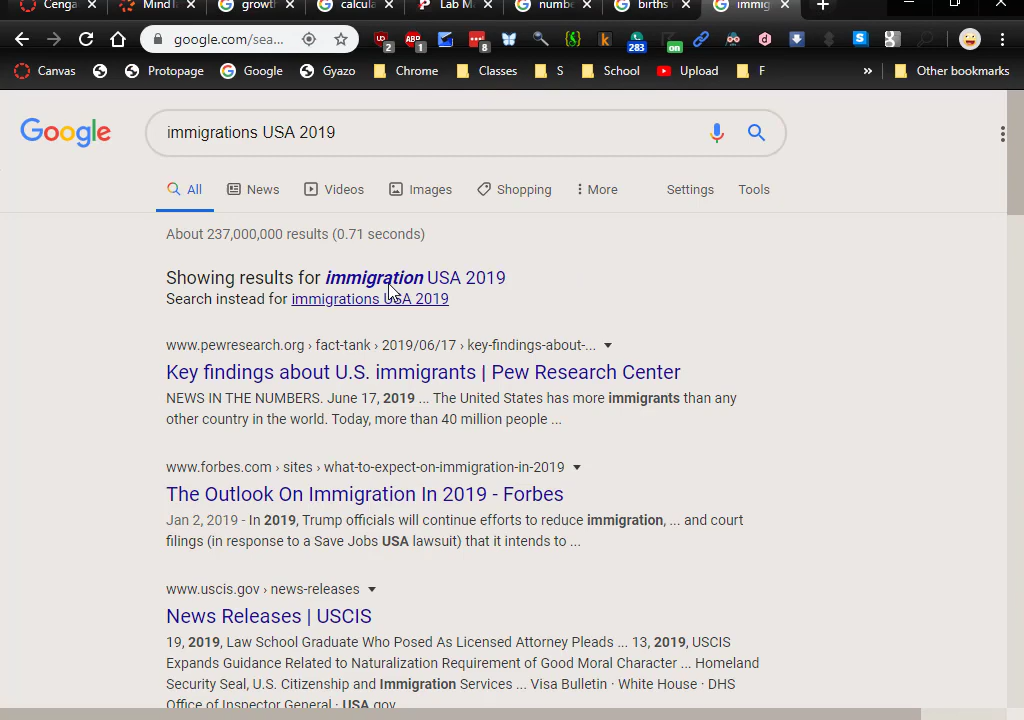 Cenga
Mind
growt
calcula
Lab M
numbe
births
immig
google.com/sea...
2
1
8
283
on
Canvas
Protopage
Google
Gyazo
Chrome
Classes
S
School
Upload
F
»
Other bookmarks
Google
immigrations USA 2019
All
News
Videos
Images
Shopping
More
Settings
Tools
About 237,000,000 results (0.71 seconds)
Showing results for immigration USA 2019
Search instead for immigrations USA 2019
www.pewresearch.org › fact-tank › 2019/06/17 › key-findings-about-...
Key findings about U.S. immigrants | Pew Research Center
NEWS IN THE NUMBERS. June 17, 2019 ... The United States has more immigrants than any
other country in the world. Today, more than 40 million people ...
www.forbes.com › sites › what-to-expect-on-immigration-in-2019
The Outlook On Immigration In 2019 - Forbes
Jan 2, 2019 - In 2019, Trump officials will continue efforts to reduce immigration, ... and court
filings (in response to a Save Jobs USA lawsuit) that it intends to ...
www.uscis.gov › news-releases
News Releases | USCIS
19, 2019, Law School Graduate Who Posed As Licensed Attorney Pleads ... 13, 2019, USCIS
Expands Guidance Related to Naturalization Requirement of Good Moral Character ... Homeland
Security Seal, U.S. Citizenship and Immigration Services ... Visa Bulletin · White House · DHS
Office of Inspector General · USA.gov